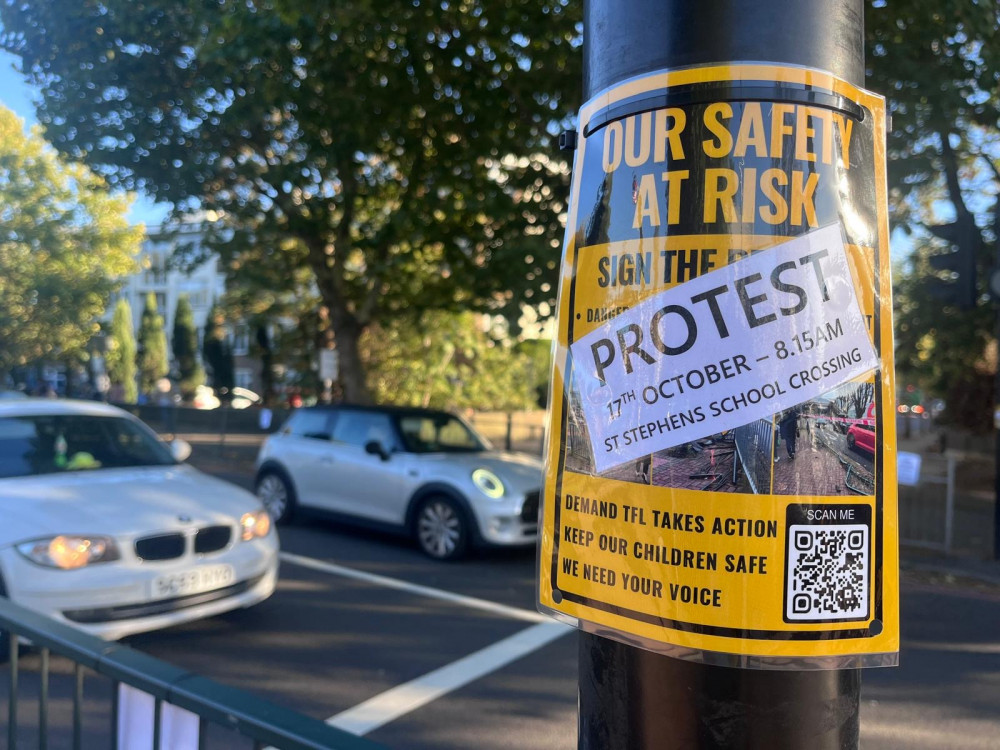 OUR SAFETY
AT RISK
SIGN THE
PROTEST
17TH OCTOBER – 8.15AM
ST STEPHENS SCHOOL CROSSING
DEMAND TFL TAKES ACTION
KEEP OUR CHILDREN SAFE
WE NEED YOUR VOICE
SCAN ME